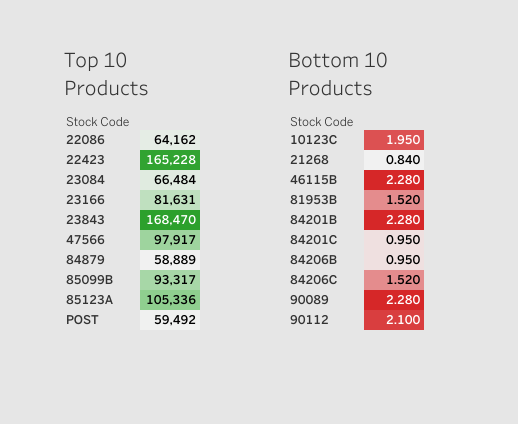 Top 10
Products
Stock Code
22086 64,162
22423 165,228
23084 66,484
23166 81,631
23843 168,470
47566 97,917
84879 58,889
85099B 93,317
85123A 105,336
POST 59,492
Bottom 10
Products
Stock Code
10123C 1.950
21268 0.840
46115B 2.280
81953B 1.520
84201B 2.280
84201C 0.950
84206B 0.950
84206C 1.520
90089 2.280
90112 2.100